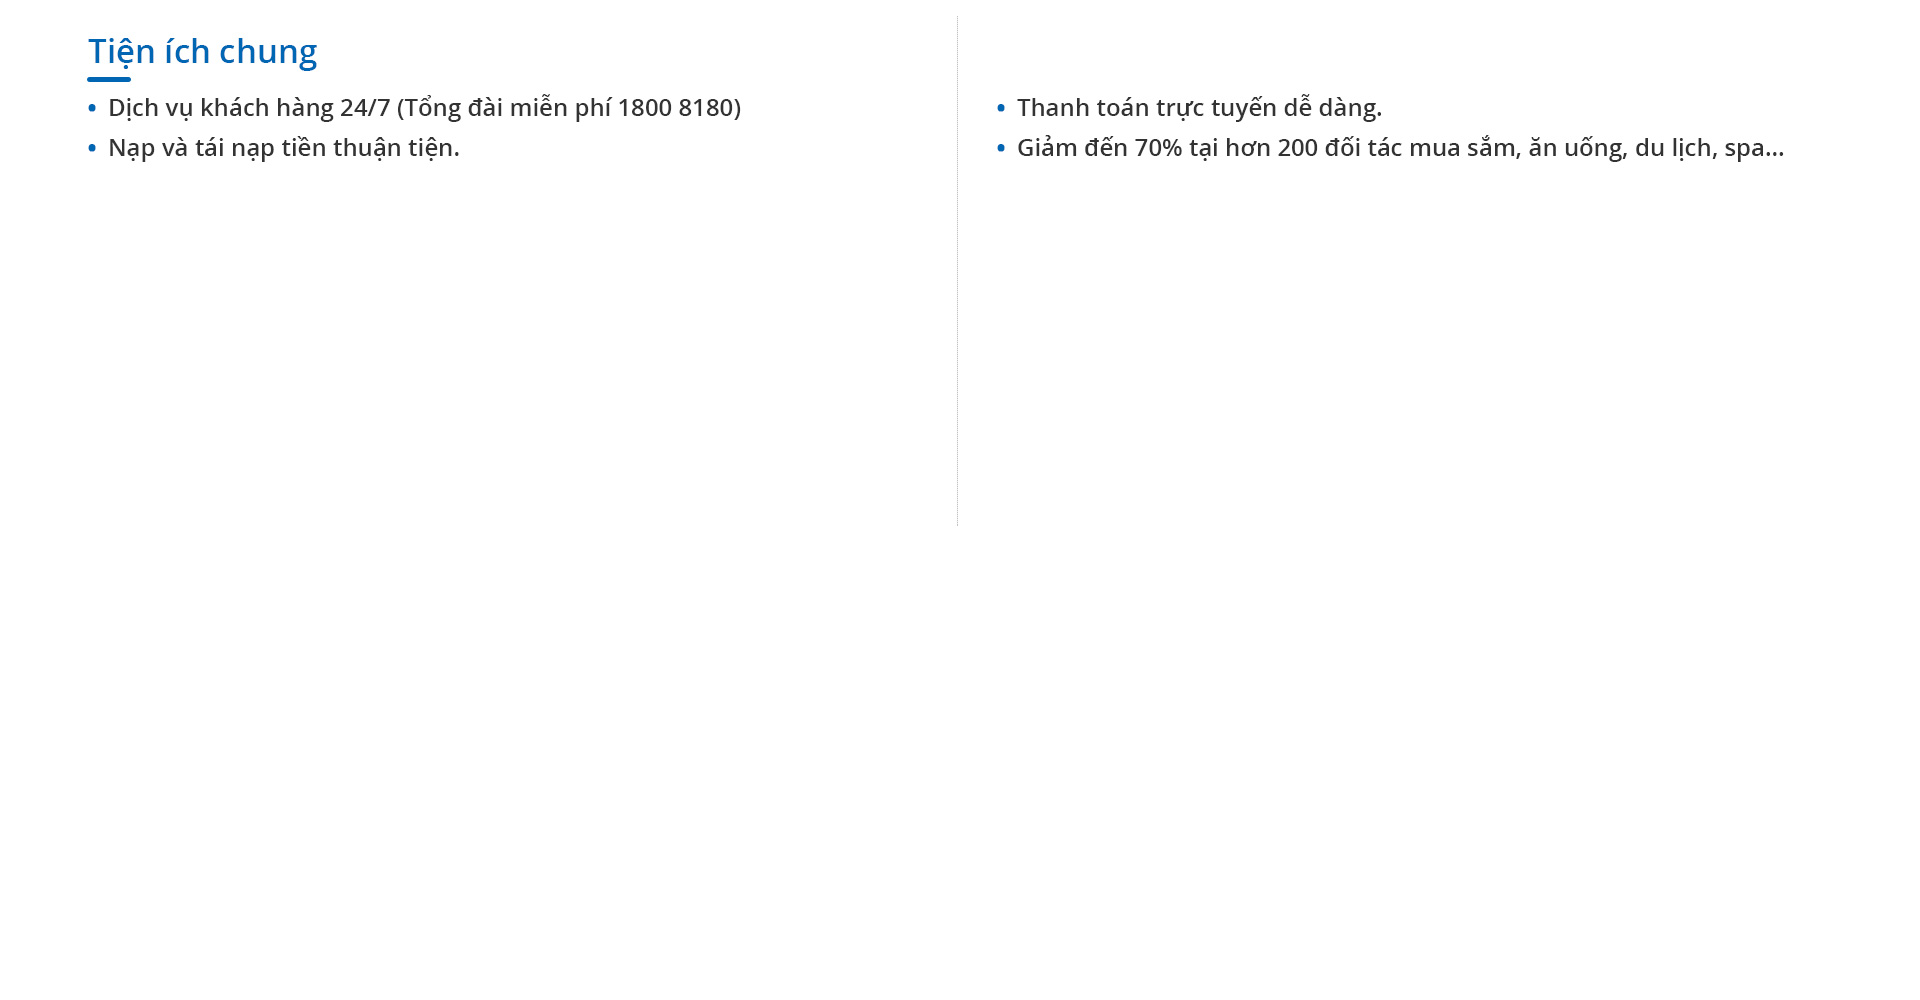 Tiện ích chung
• Dịch vụ khách hàng 24/7 (Tổng đài miễn phí 1800 8180)
• Nạp và tái nạp tiền thuận tiện.
• Thanh toán trực tuyến dễ dàng.
• Giảm đến 70% tại hơn 200 đối tác mua sắm, ăn uống, du lịch, spa...